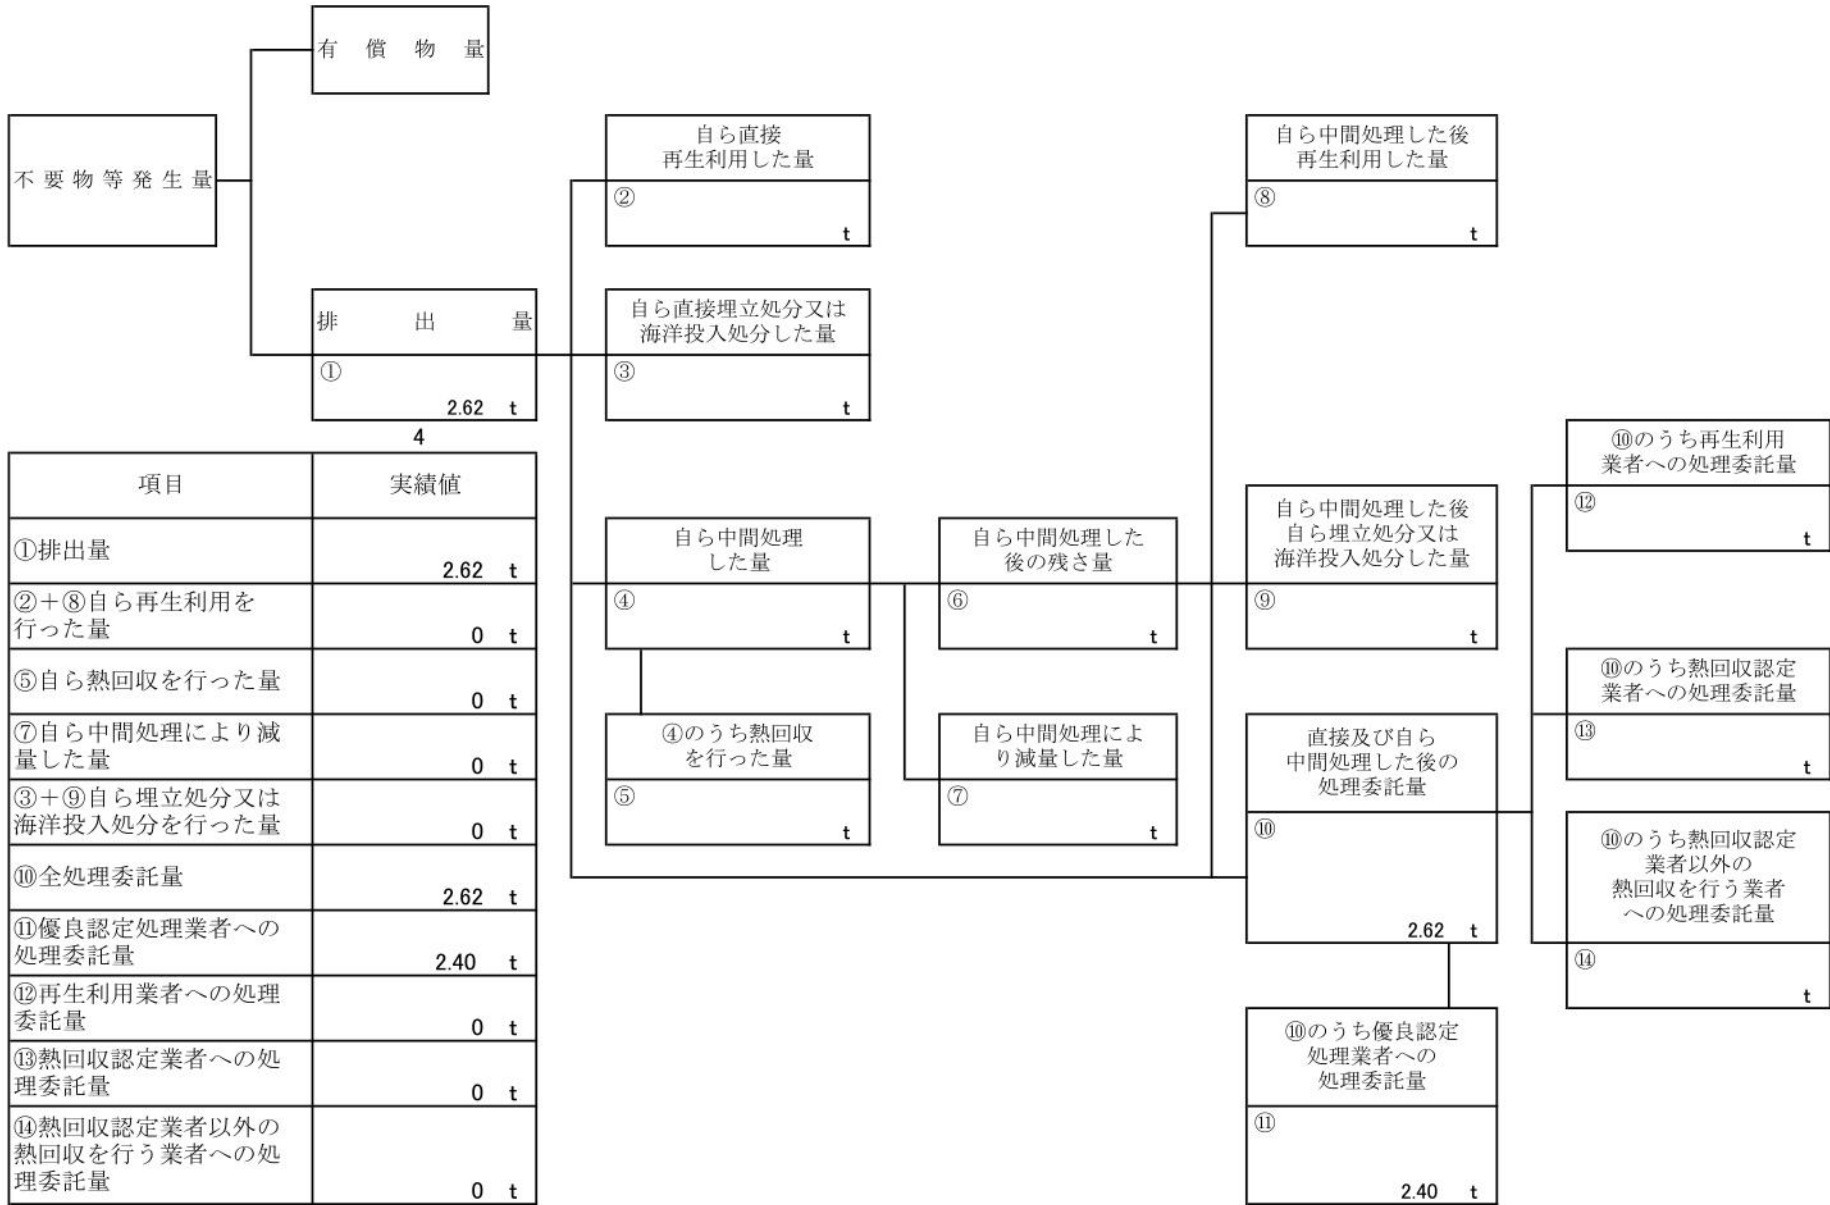 有償物量
不要物等発生量
自ら直接
再生利用した量
②
t
自ら中間処理した後
再生利用した量
⑧
t
排出量
①
2.62 t
自ら直接埋立処分又は
海洋投入処分した量
③
t
4
項目 実績値
①排出量
2.62 t
②＋⑧自ら再生利用を
行った量
0 t
⑤自ら熱回収を行った量
0 t
⑦自ら中間処理により減
量した量
0 t
③＋⑨自ら埋立処分又は
海洋投入処分を行った量
0 t
⑩全処理委託量
2.62 t
⑪優良認定処理業者への
処理委託量
2.40 t
⑫再生利用業者への処理
委託量
0 t
⑬熱回収認定業者への処
理委託量
0 t
⑭熱回収認定業者以外の
熱回収を行う業者への処
理委託量
0 t
自ら中間処理
した量
④
t
自ら中間処理した
後の残さ量
⑥
t
自ら中間処理した後
自ら埋立処分又は
海洋投入処分した量
⑨
t
④のうち熱回収
を行った量
⑤
t
自ら中間処理によ
り減量した量
⑦
t
直接及び自ら
中間処理した後の
処理委託量
⑩
2.62 t
⑩のうち優良認定
処理業者への
処理委託量
⑪
2.40 t
⑩のうち再生利用
業者への処理委託量
⑫
t
⑩のうち熱回収認定
業者への処理委託量
⑬
t
⑩のうち熱回収認定
業者以外の
熱回収を行う業者
への処理委託量
⑭
t